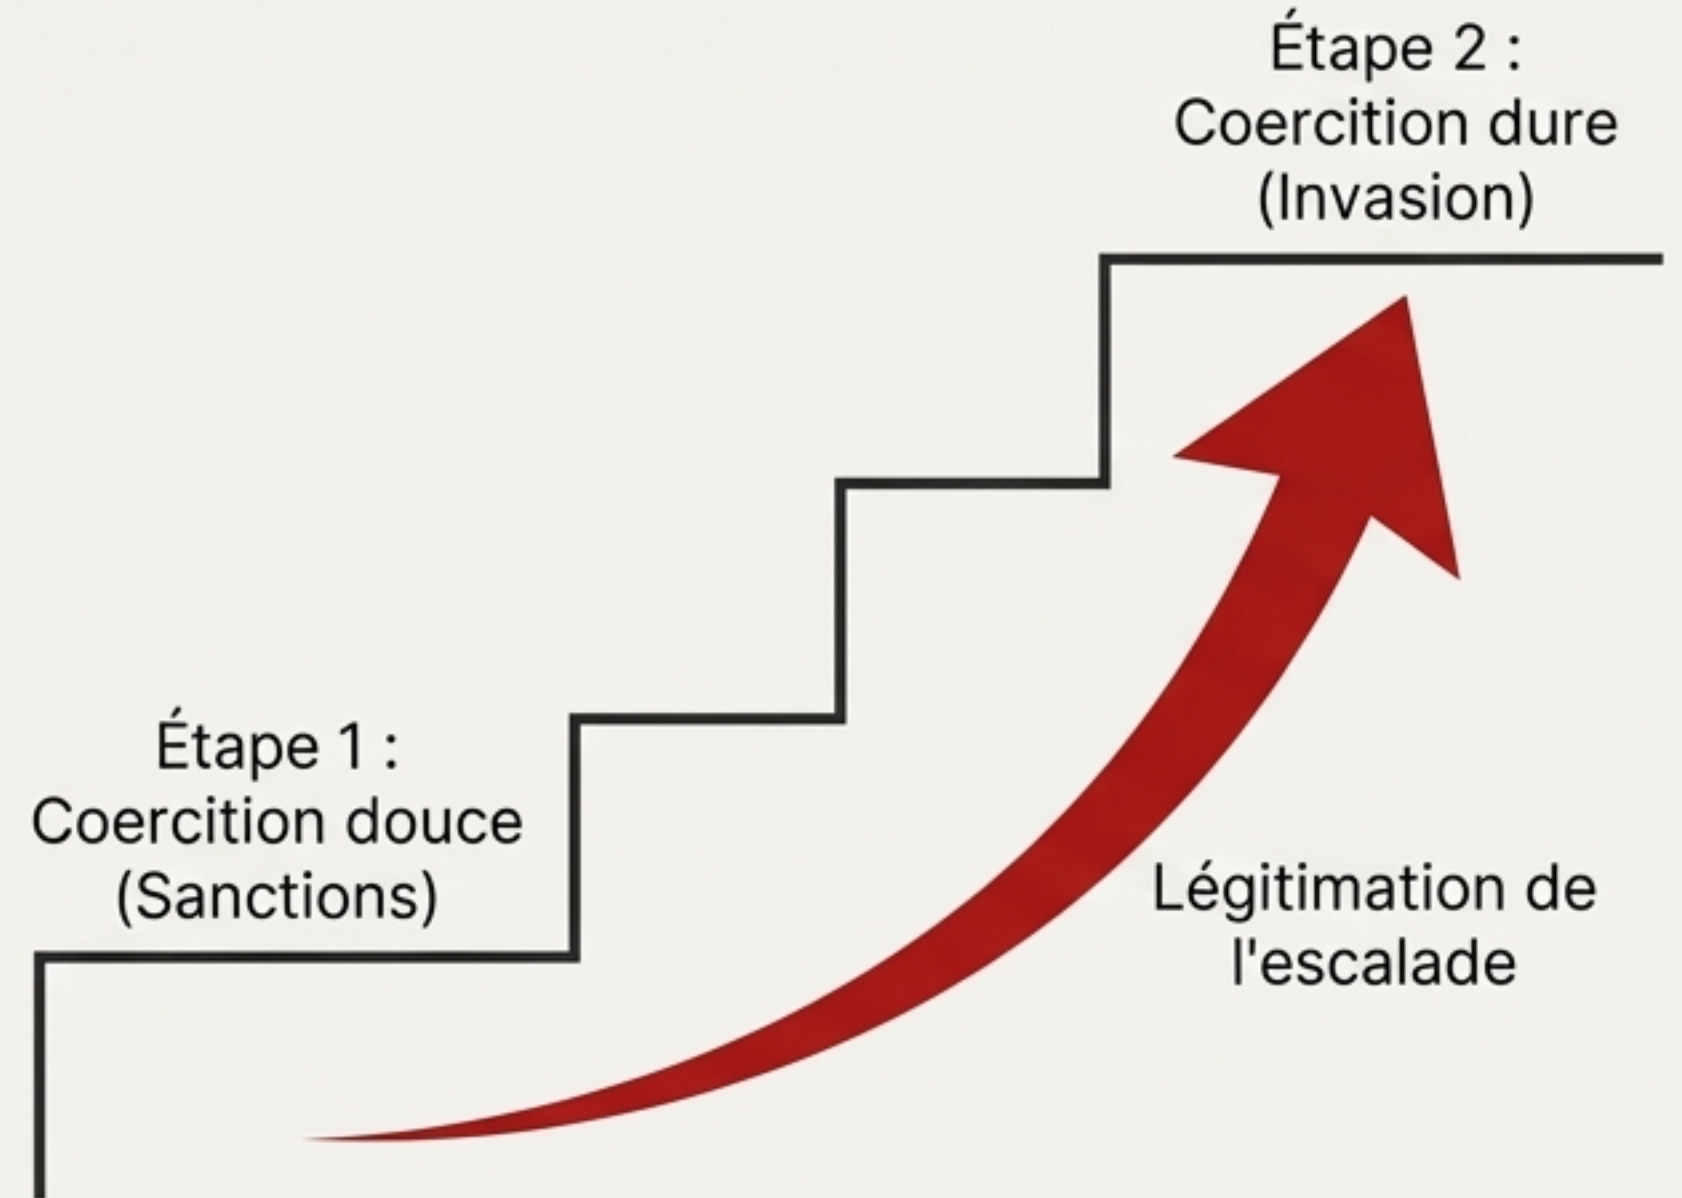 Étape 2 :
Coercition dure
(Invasion)
Étape 1 :
Coercition douce
(Sanctions)
Légitimation de
l'escalade